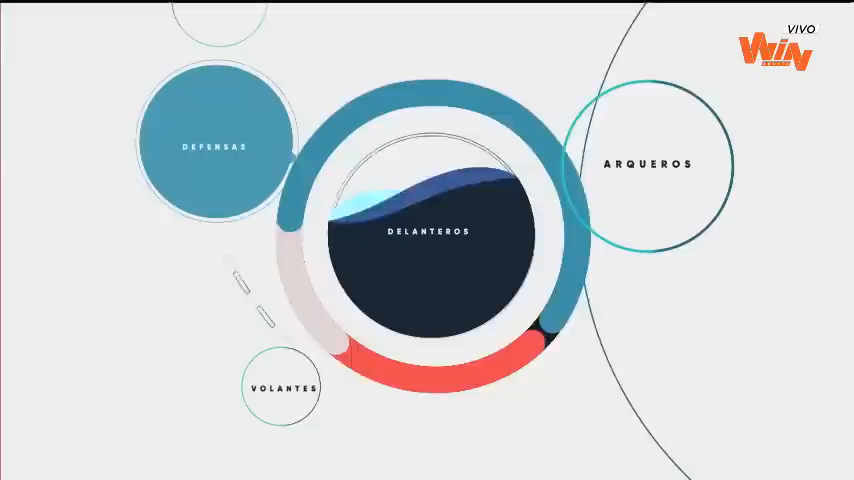 VIVO
WIN
DEFENSAS
ARQUEROS
DELANTEROS
VOLANTES